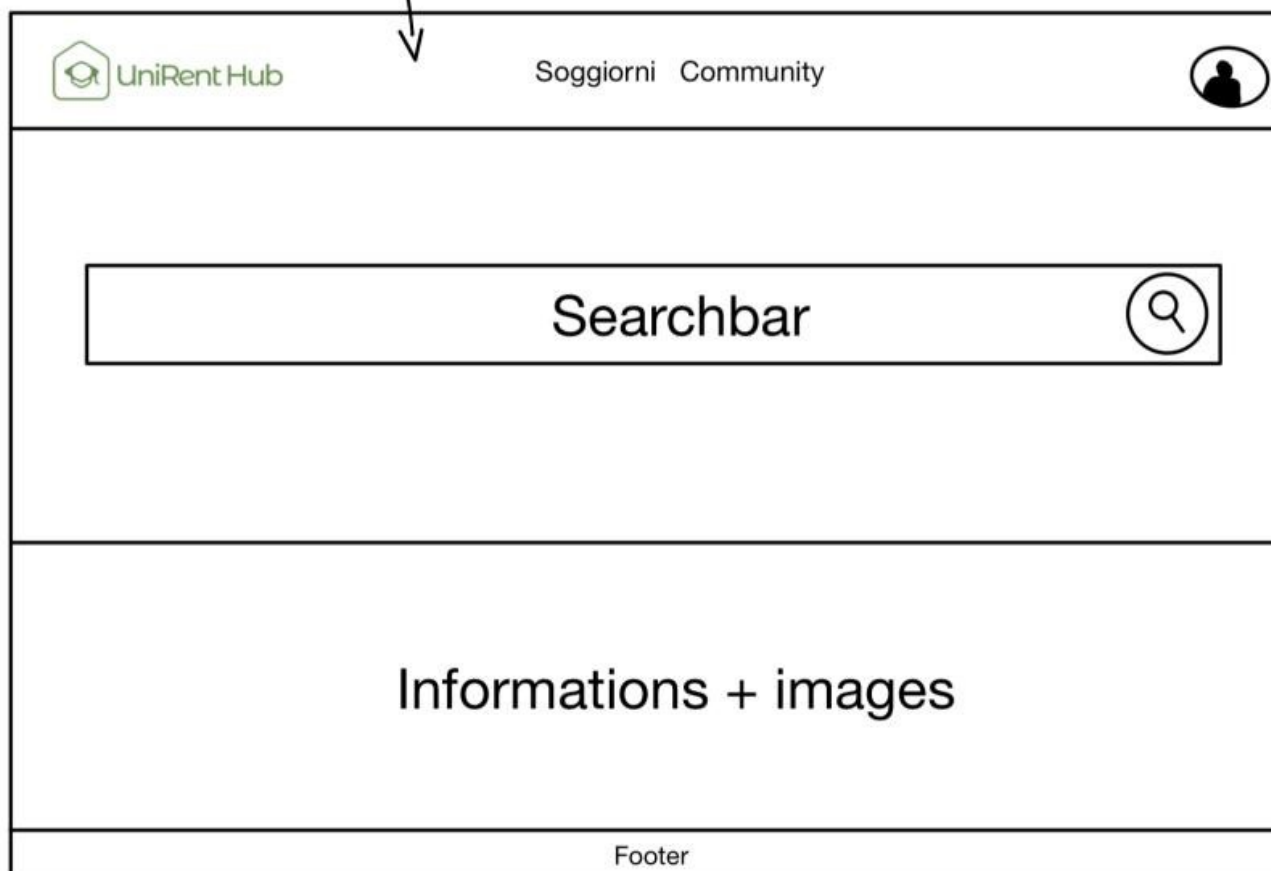 UniRent Hub
Soggiorni Community
Searchbar
Informations + images
Footer